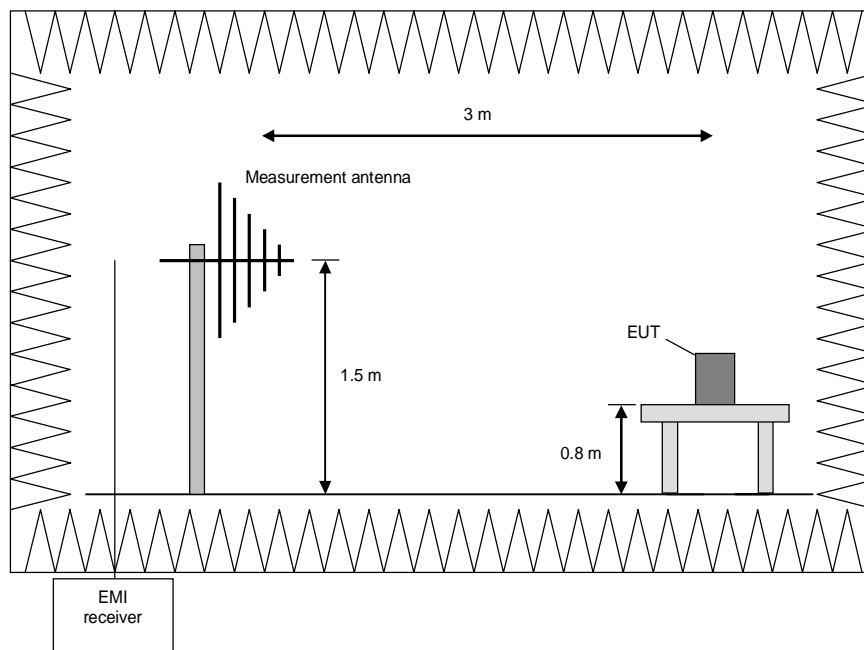 3 m
Measurement antenna
EUT
1.5 m
0.8 m
EMI
receiver